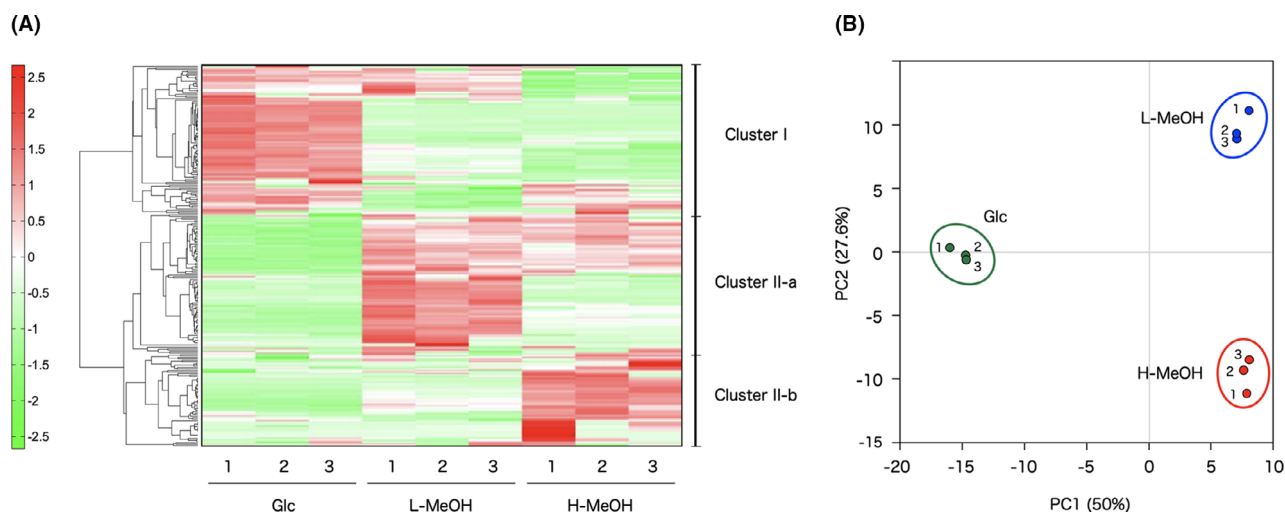 (A)
2.5
2
1.5
1
0.5
0
-0.5
-1
-1.5
-2
-2.5
Cluster I
Cluster II-a
Cluster II-b
1 2 3 1 2 3 1 2 3
Glc L-MeOH H-MeOH
(B)
PC2 (27.6%)
10
5
0
-5
-10
-15
L-MeOH
1
2
3
Glc
1 2
3
H-MeOH
3
2
1
-20 -15 -10 -5 0 5 10
PC1 (50%)